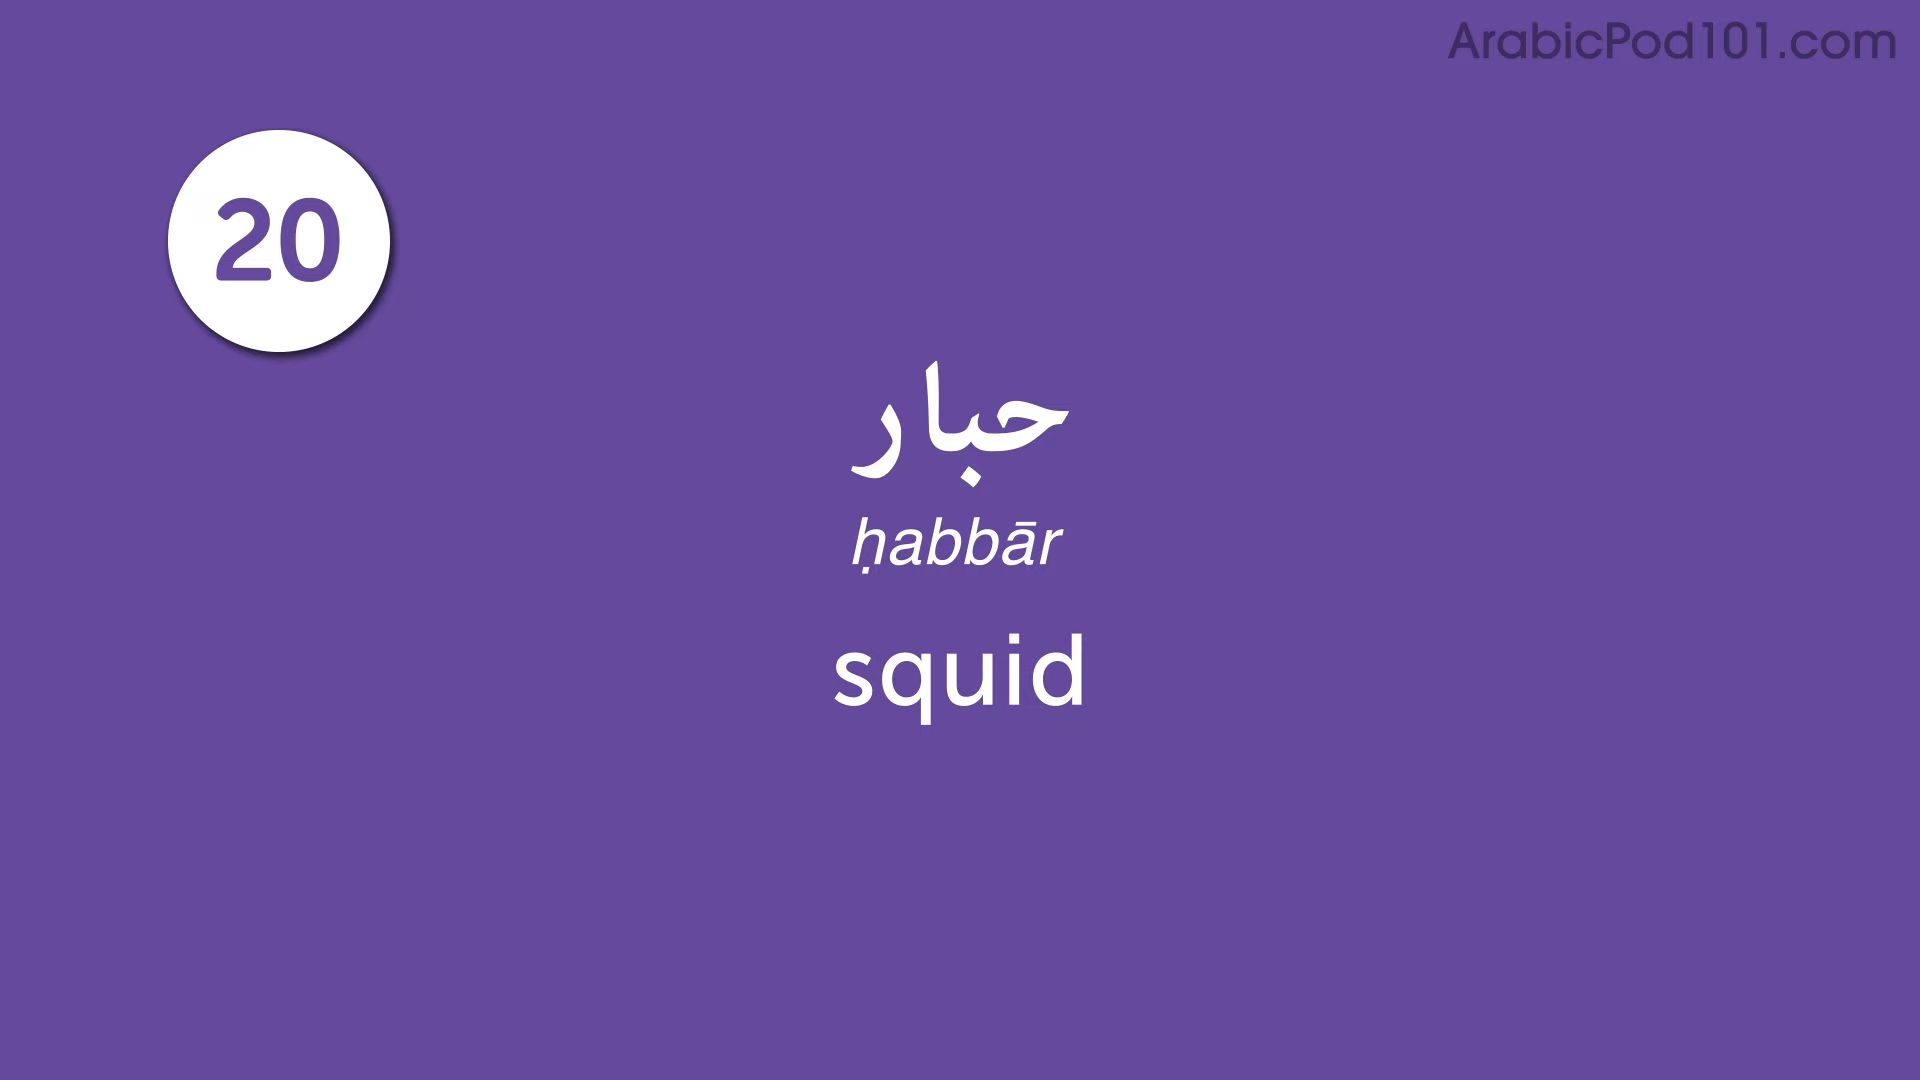 ArabicPod101.com
20
حبار
ḥabbār
squid